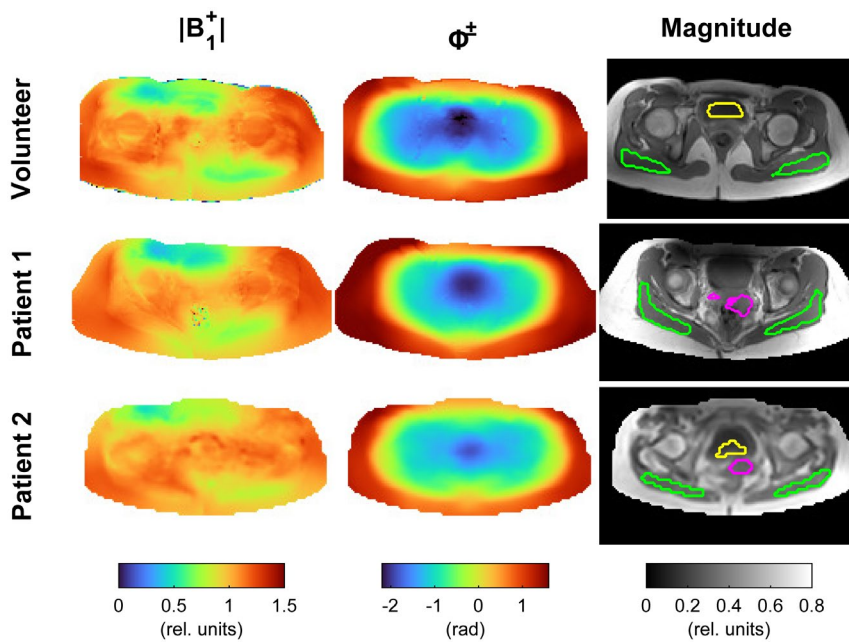 |B₁⁺| Φ± Magnitude
Volunteer
Patient 1
Patient 2
0 0.5 1 1.5 -2 -1 0 1 0 0.2 0.4 0.6 0.8
(rel. units) (rad) (rel. units)